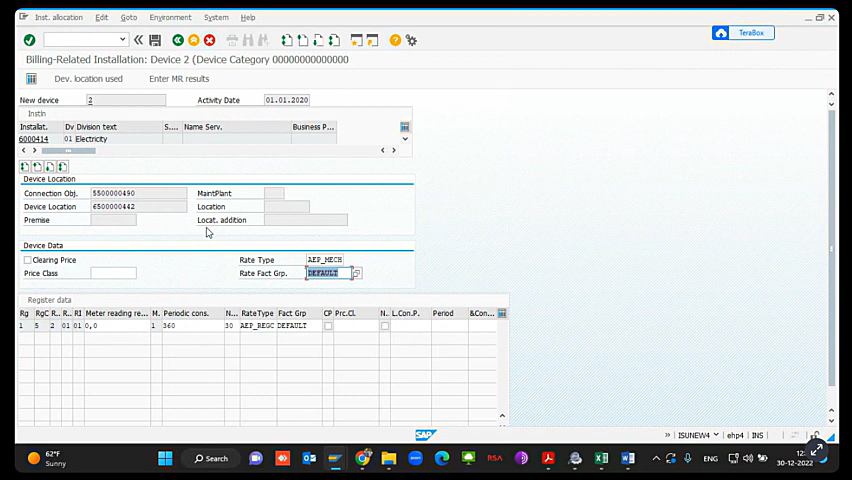 Inst. allocation Edit Goto Environment System Help
TeraBox
Billing-Related Installation: Device 2 (Device Category 00000000000000
Dev. location used Enter MR results
New device 2 Activity Date 01.01.2020
Instln
Installat. Dv Division text S.... Name Serv. Business P...
6000414 01 Electricity
Device Location
Connection Obj. 5500000490 MaintPlant
Device Location 6500000442 Location
Premise Locat. addition
Device Data
Clearing Price Rate Type AEP_MECH
Price Class Rate Fact Grp. DEFAULT
Register data
Rg RgC R.. R.. RI Meter reading re... M. Periodic cons. N... RateType Fact Grp CP Prc.Cl. N.. L.Con.P. Period &Con...
1 5 2 01 01 0,0 1 360 30 AEP_REGC DEFAULT
SAP
» ISUNEW4 ehp4 INS
62°F
Sunny
Search
RSA
ENG
30-12-2022